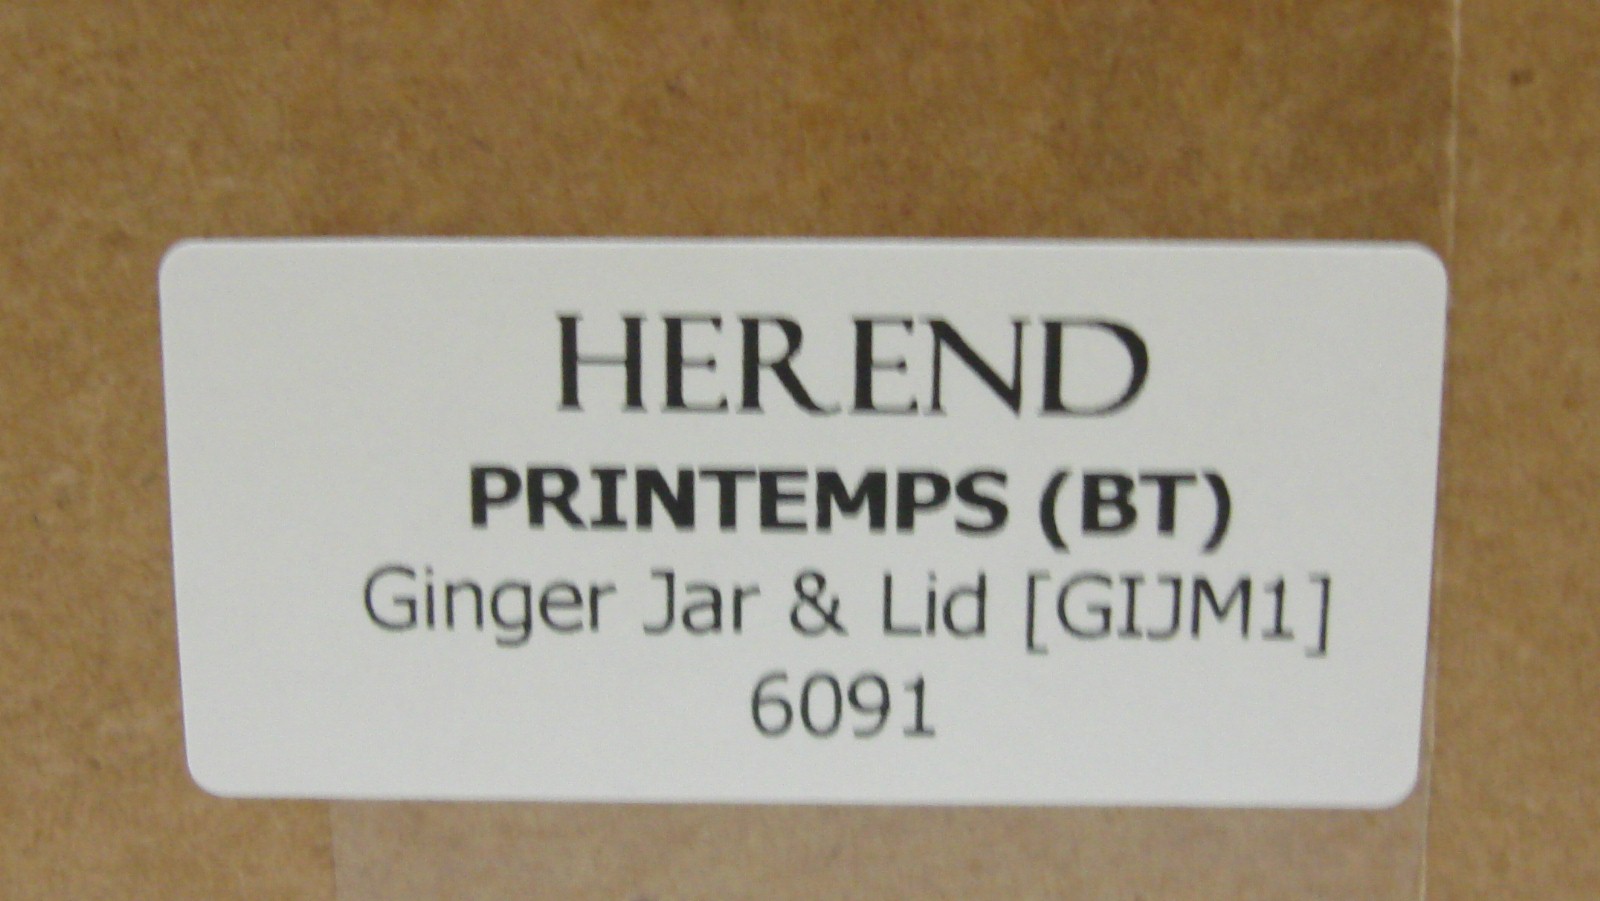 HEREND
PRINTEMPS (BT)
Ginger Jar & Lid [GIJM1]
6091